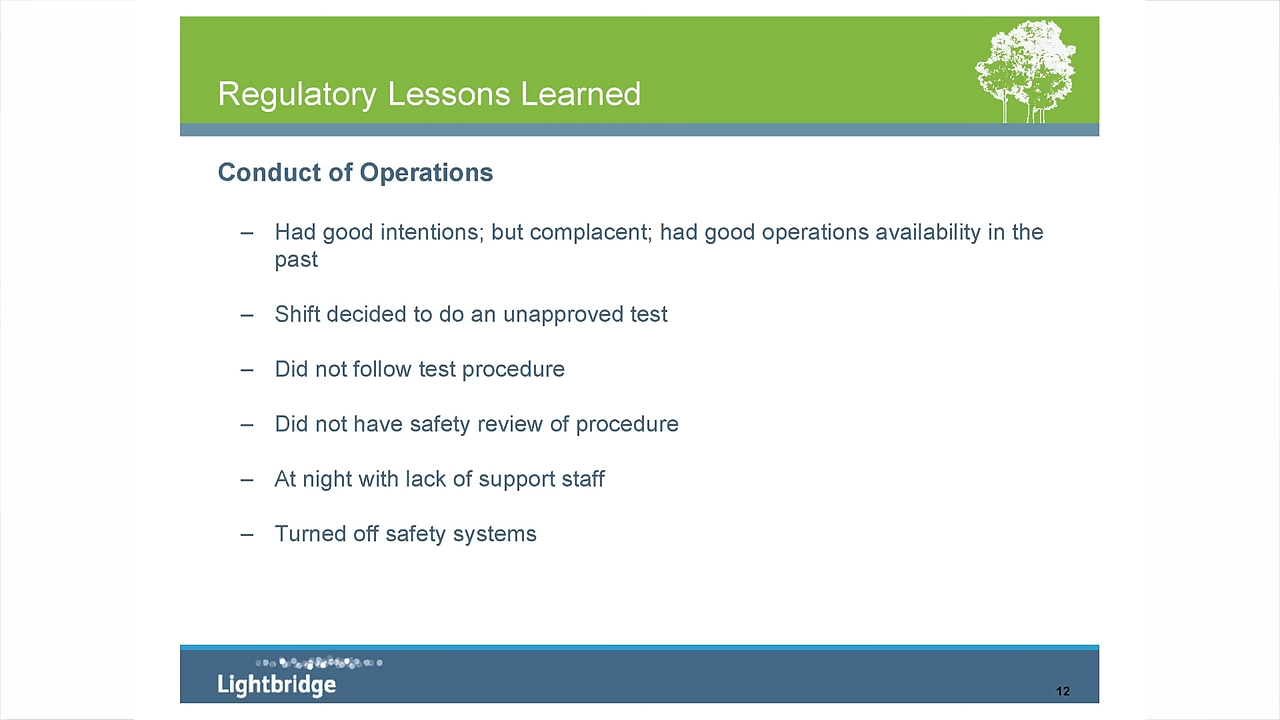 Regulatory Lessons Learned
Conduct of Operations
– Had good intentions; but complacent; had good operations availability in the
past
– Shift decided to do an unapproved test
– Did not follow test procedure
– Did not have safety review of procedure
– At night with lack of support staff
– Turned off safety systems
Lightbridge
12